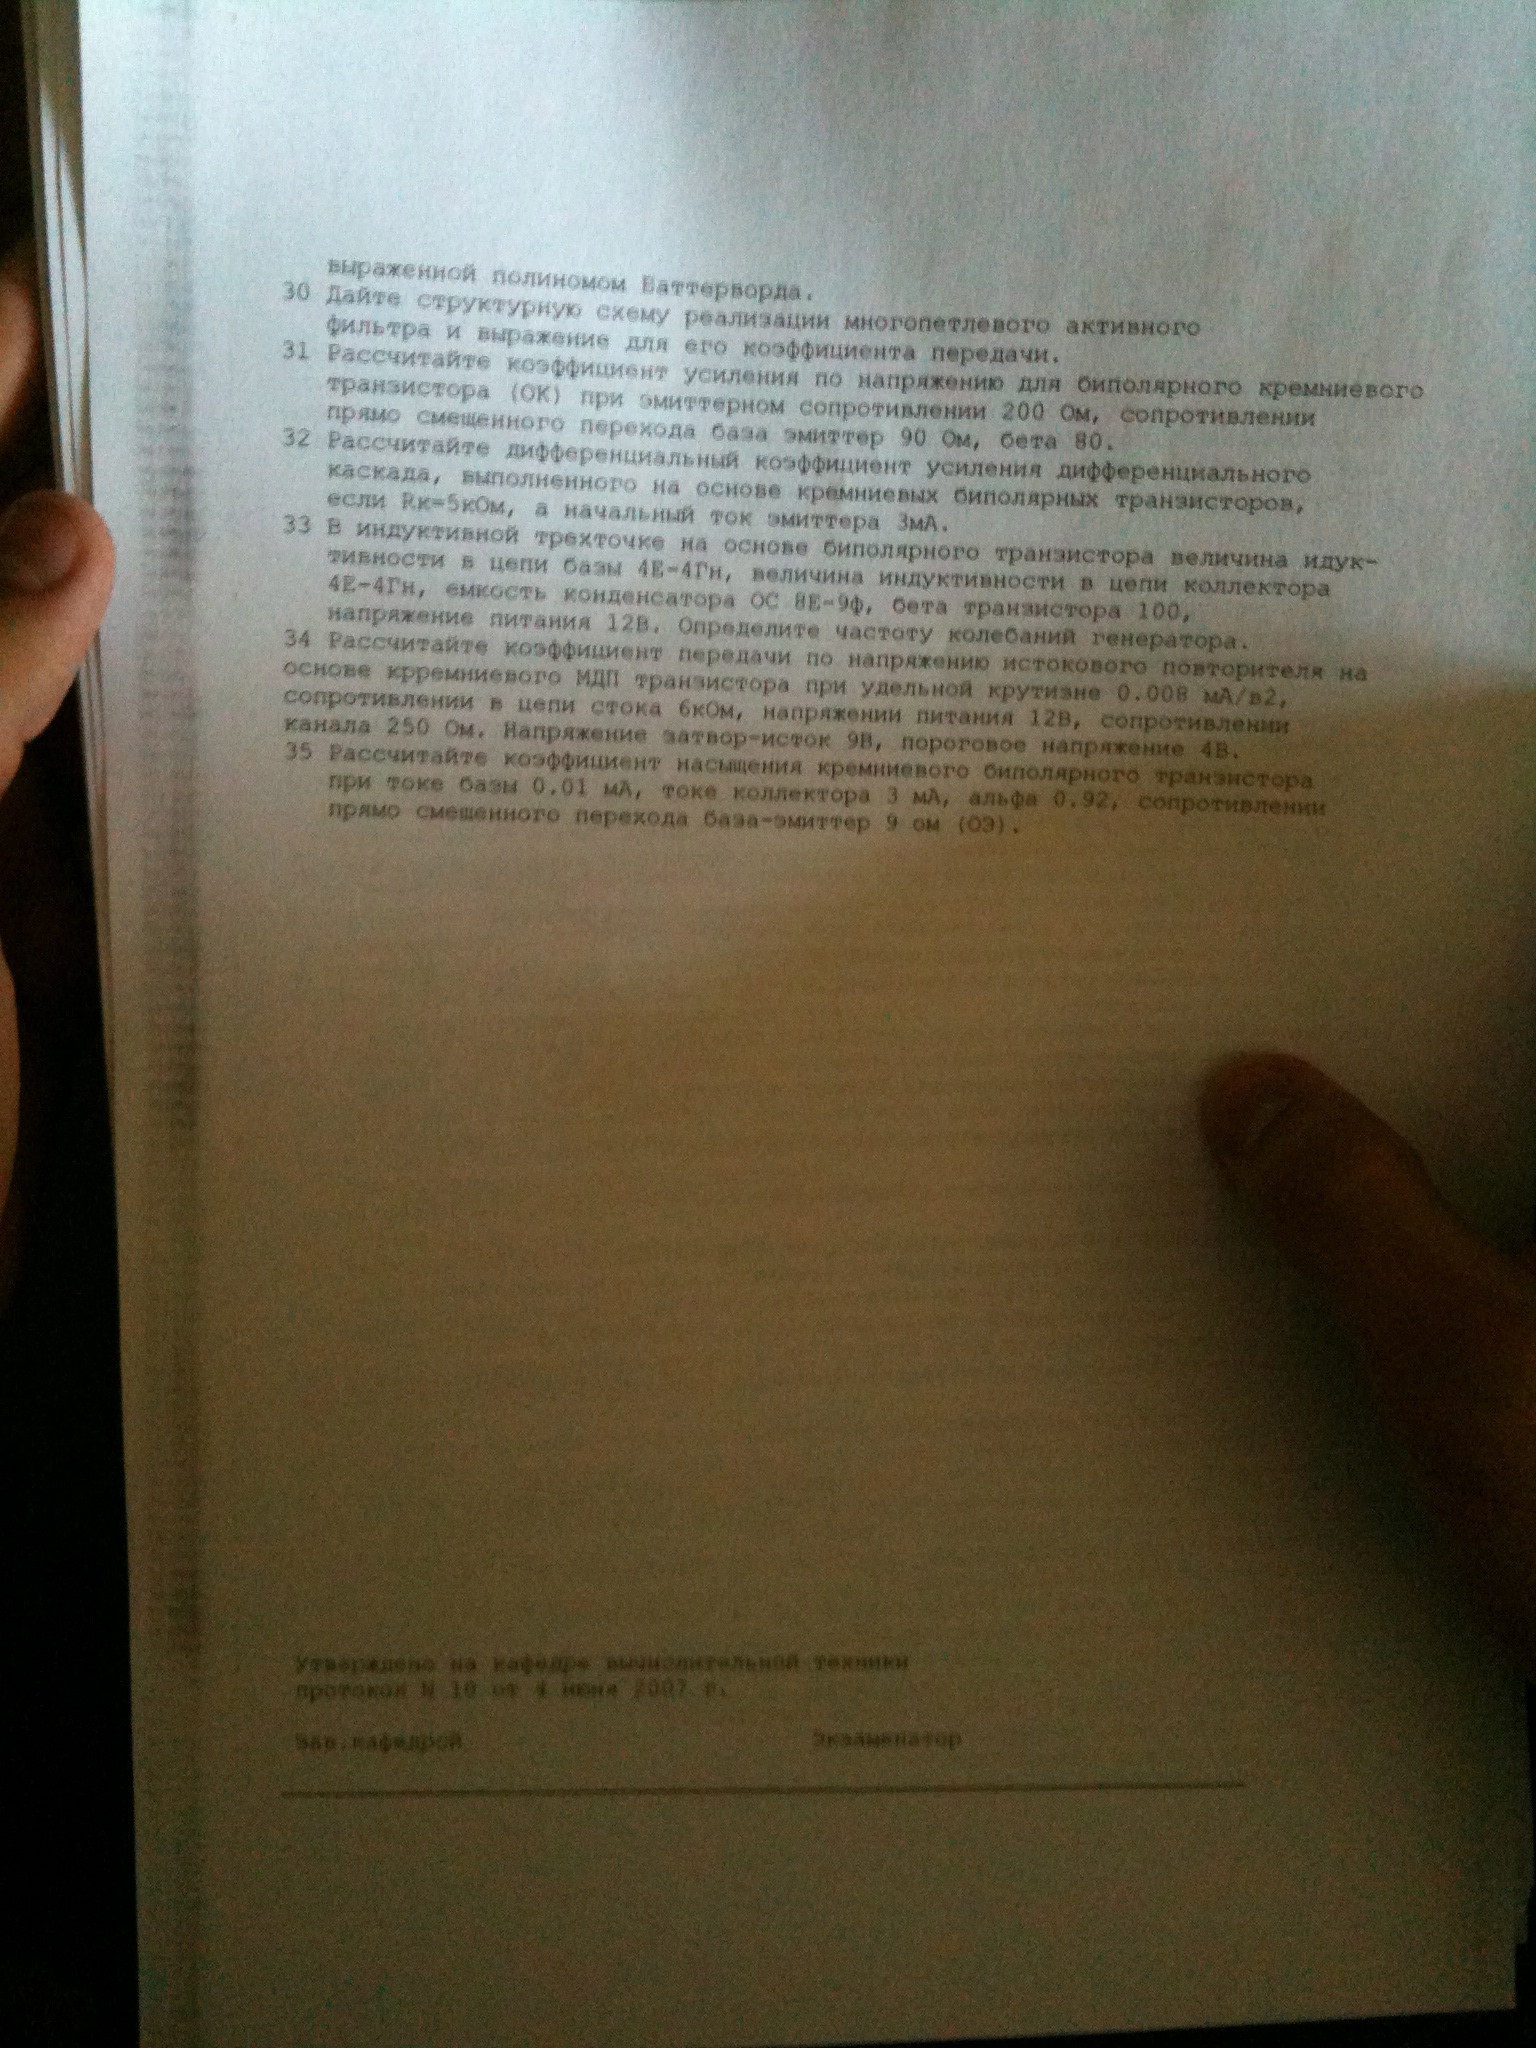 выраженной полиномом Баттерворда.
30 Дайте структурную схему реализации многопетлевого активного
фильтра и выражение для его коэффициента передачи.
31 Рассчитайте коэффициент усиления по напряжению для биполярного кремниевого
транзистора (ОК) при эмиттерном сопротивлении 200 Ом, сопротивлении
прямо смещенного перехода база эмиттер 90 Ом, бета 80.
32 Рассчитайте дифференциальный коэффициент усиления дифференциального
каскада, выполненного на основе кремниевых биполярных транзисторов,
если Rк=5кОм, а начальный ток эмиттера 3мА.
33 В индуктивной трехточке на основе биполярного транзистора величина идук-
тивности в цепи базы 4Е-4Гн, величина индуктивности в цепи коллектора
4Е-4Гн, емкость конденсатора ОС 8Е-9ф, бета транзистора 100,
напряжение питания 12В. Определите частоту колебаний генератора.
34 Рассчитайте коэффициент передачи по напряжению истокового повторителя на
основе крремниевого МДП транзистора при удельной крутизне 0.008 мА/в2,
сопротивлении в цепи стока 6кОм, напряжении питания 12В, сопротивлении
канала 250 Ом. Напряжение затвор-исток 9В, пороговое напряжение 4В.
35 Рассчитайте коэффициент насыщения кремниевого биполярного транзистора
при токе базы 0.01 мА, токе коллектора 3 мА, альфа 0.92, сопротивлении
прямо смещенного перехода база-эмиттер 9 ом (ОЭ).
Утверждено на кафедре вычислительной техники
протокол N 10 от 4 июня 2007 г.
Зав.кафедрой Экзаменатор